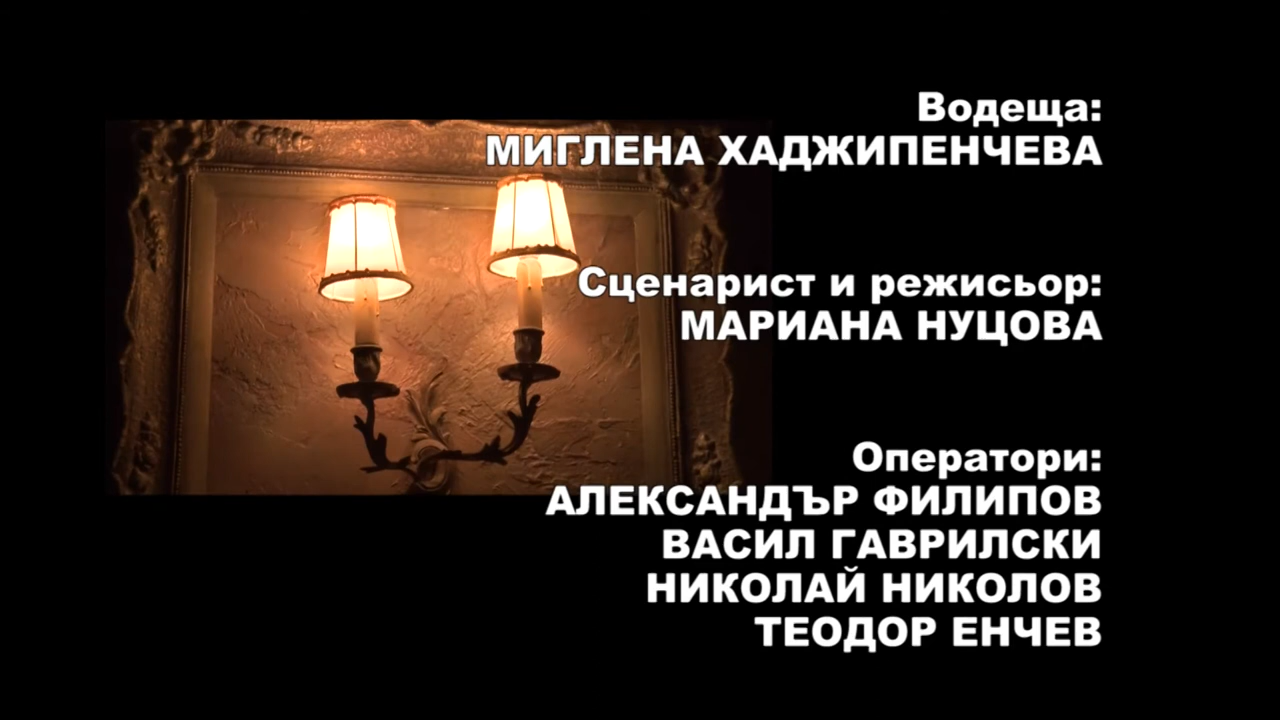 Водеща:
МИГЛЕНА ХАДЖИПЕНЧЕВА
Сценарист и режисьор:
МАРИАНА НУЦОВА
Оператори:
АЛЕКСАНДЪР ФИЛИПОВ
ВАСИЛ ГАВРИЛСКИ
НИКОЛАЙ НИКОЛОВ
ТЕОДОР ЕНЧЕВ